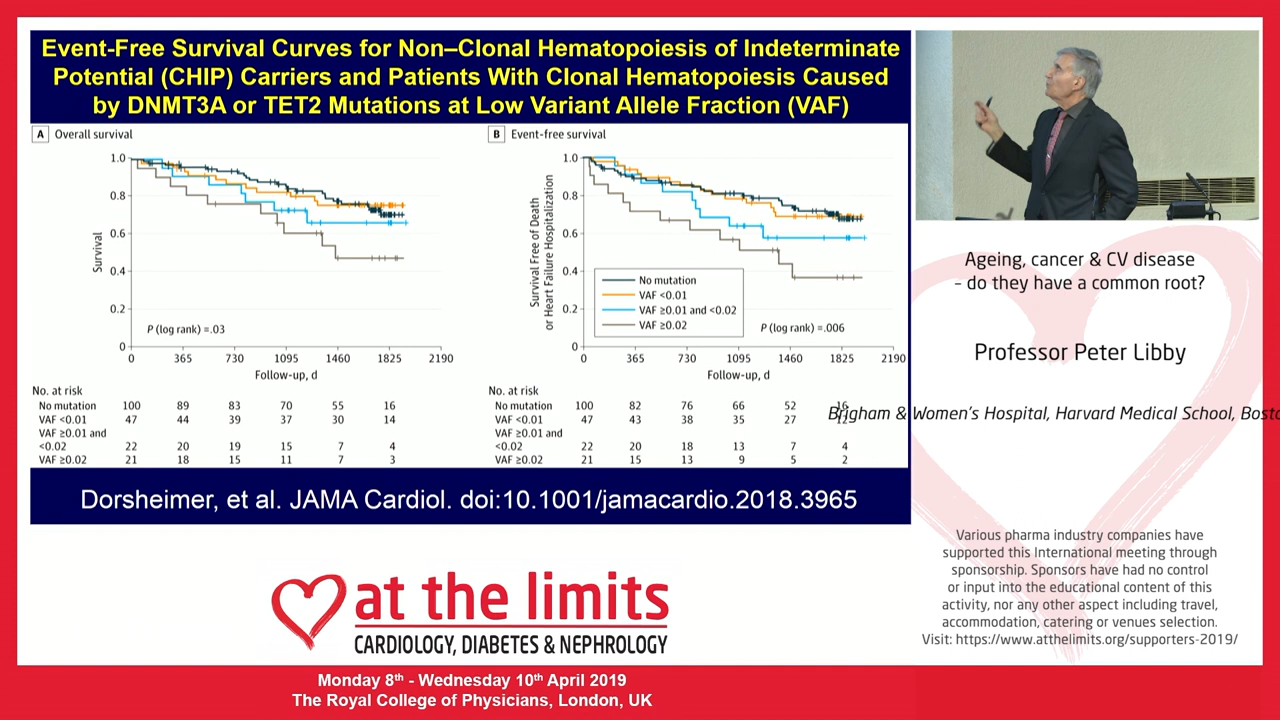 Event-Free Survival Curves for Non–Clonal Hematopoiesis of Indeterminate
Potential (CHIP) Carriers and Patients With Clonal Hematopoiesis Caused
by DNMT3A or TET2 Mutations at Low Variant Allele Fraction (VAF)
A Overall survival
1.0
0.8
0.6
0.4
0.2
0
Survival
P (log rank) =.03
0 365 730 1095 1460 1825 2190
Follow-up, d
No. at risk
No mutation 100 89 83 70 55 16
VAF <0.01 47 44 39 37 30 14
VAF ≥0.01 and
<0.02 22 20 19 15 7 4
VAF ≥0.02 21 18 15 11 7 3
B Event-free survival
1.0
0.8
0.6
0.4
0.2
0
Survival Free of Death
or Heart Failure Hospitalization
No mutation
VAF <0.01
VAF ≥0.01 and <0.02
VAF ≥0.02
P (log rank) =.006
0 365 730 1095 1460 1825 2190
Follow-up, d
No. at risk
No mutation 100 82 76 66 52 16
VAF <0.01 47 43 38 35 27 12
VAF ≥0.01 and
<0.02 22 20 18 13 7 4
VAF ≥0.02 21 15 13 9 5 2
Dorsheimer, et al. JAMA Cardiol. doi:10.1001/jamacardio.2018.3965
Ageing, cancer & CV disease
– do they have a common root?
Professor Peter Libby
Brigham & Women's Hospital, Harvard Medical School, Bosto
Various pharma industry companies have
supported this International meeting through
sponsorship. Sponsors have had no control
or input into the educational content of this
activity, nor any other aspect including travel,
accommodation, catering or venues selection.
Visit: https://www.atthelimits.org/supporters-2019/
at the limits
CARDIOLOGY, DIABETES & NEPHROLOGY
Monday 8th - Wednesday 10th April 2019
The Royal College of Physicians, London, UK